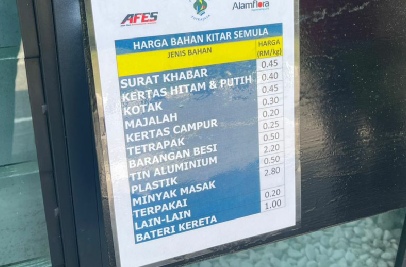 AFES
Alamflora
HARGA BAHAN KITAR SEMULA
JENIS BAHAN
HARGA
(RM/kg)
SURAT KHABAR 0.45
KERTAS HITAM & PUTIH 0.40
KOTAK 0.45
MAJALAH 0.30
KERTAS CAMPUR 0.20
TETRAPAK 0.25
BARANGAN BESI 0.50
TIN ALUMINIUM 2.20
PLASTIK 0.50
MINYAK MASAK 2.80
TERPAKAI
LAIN-LAIN 0.20
BATERI KERETA 1.00